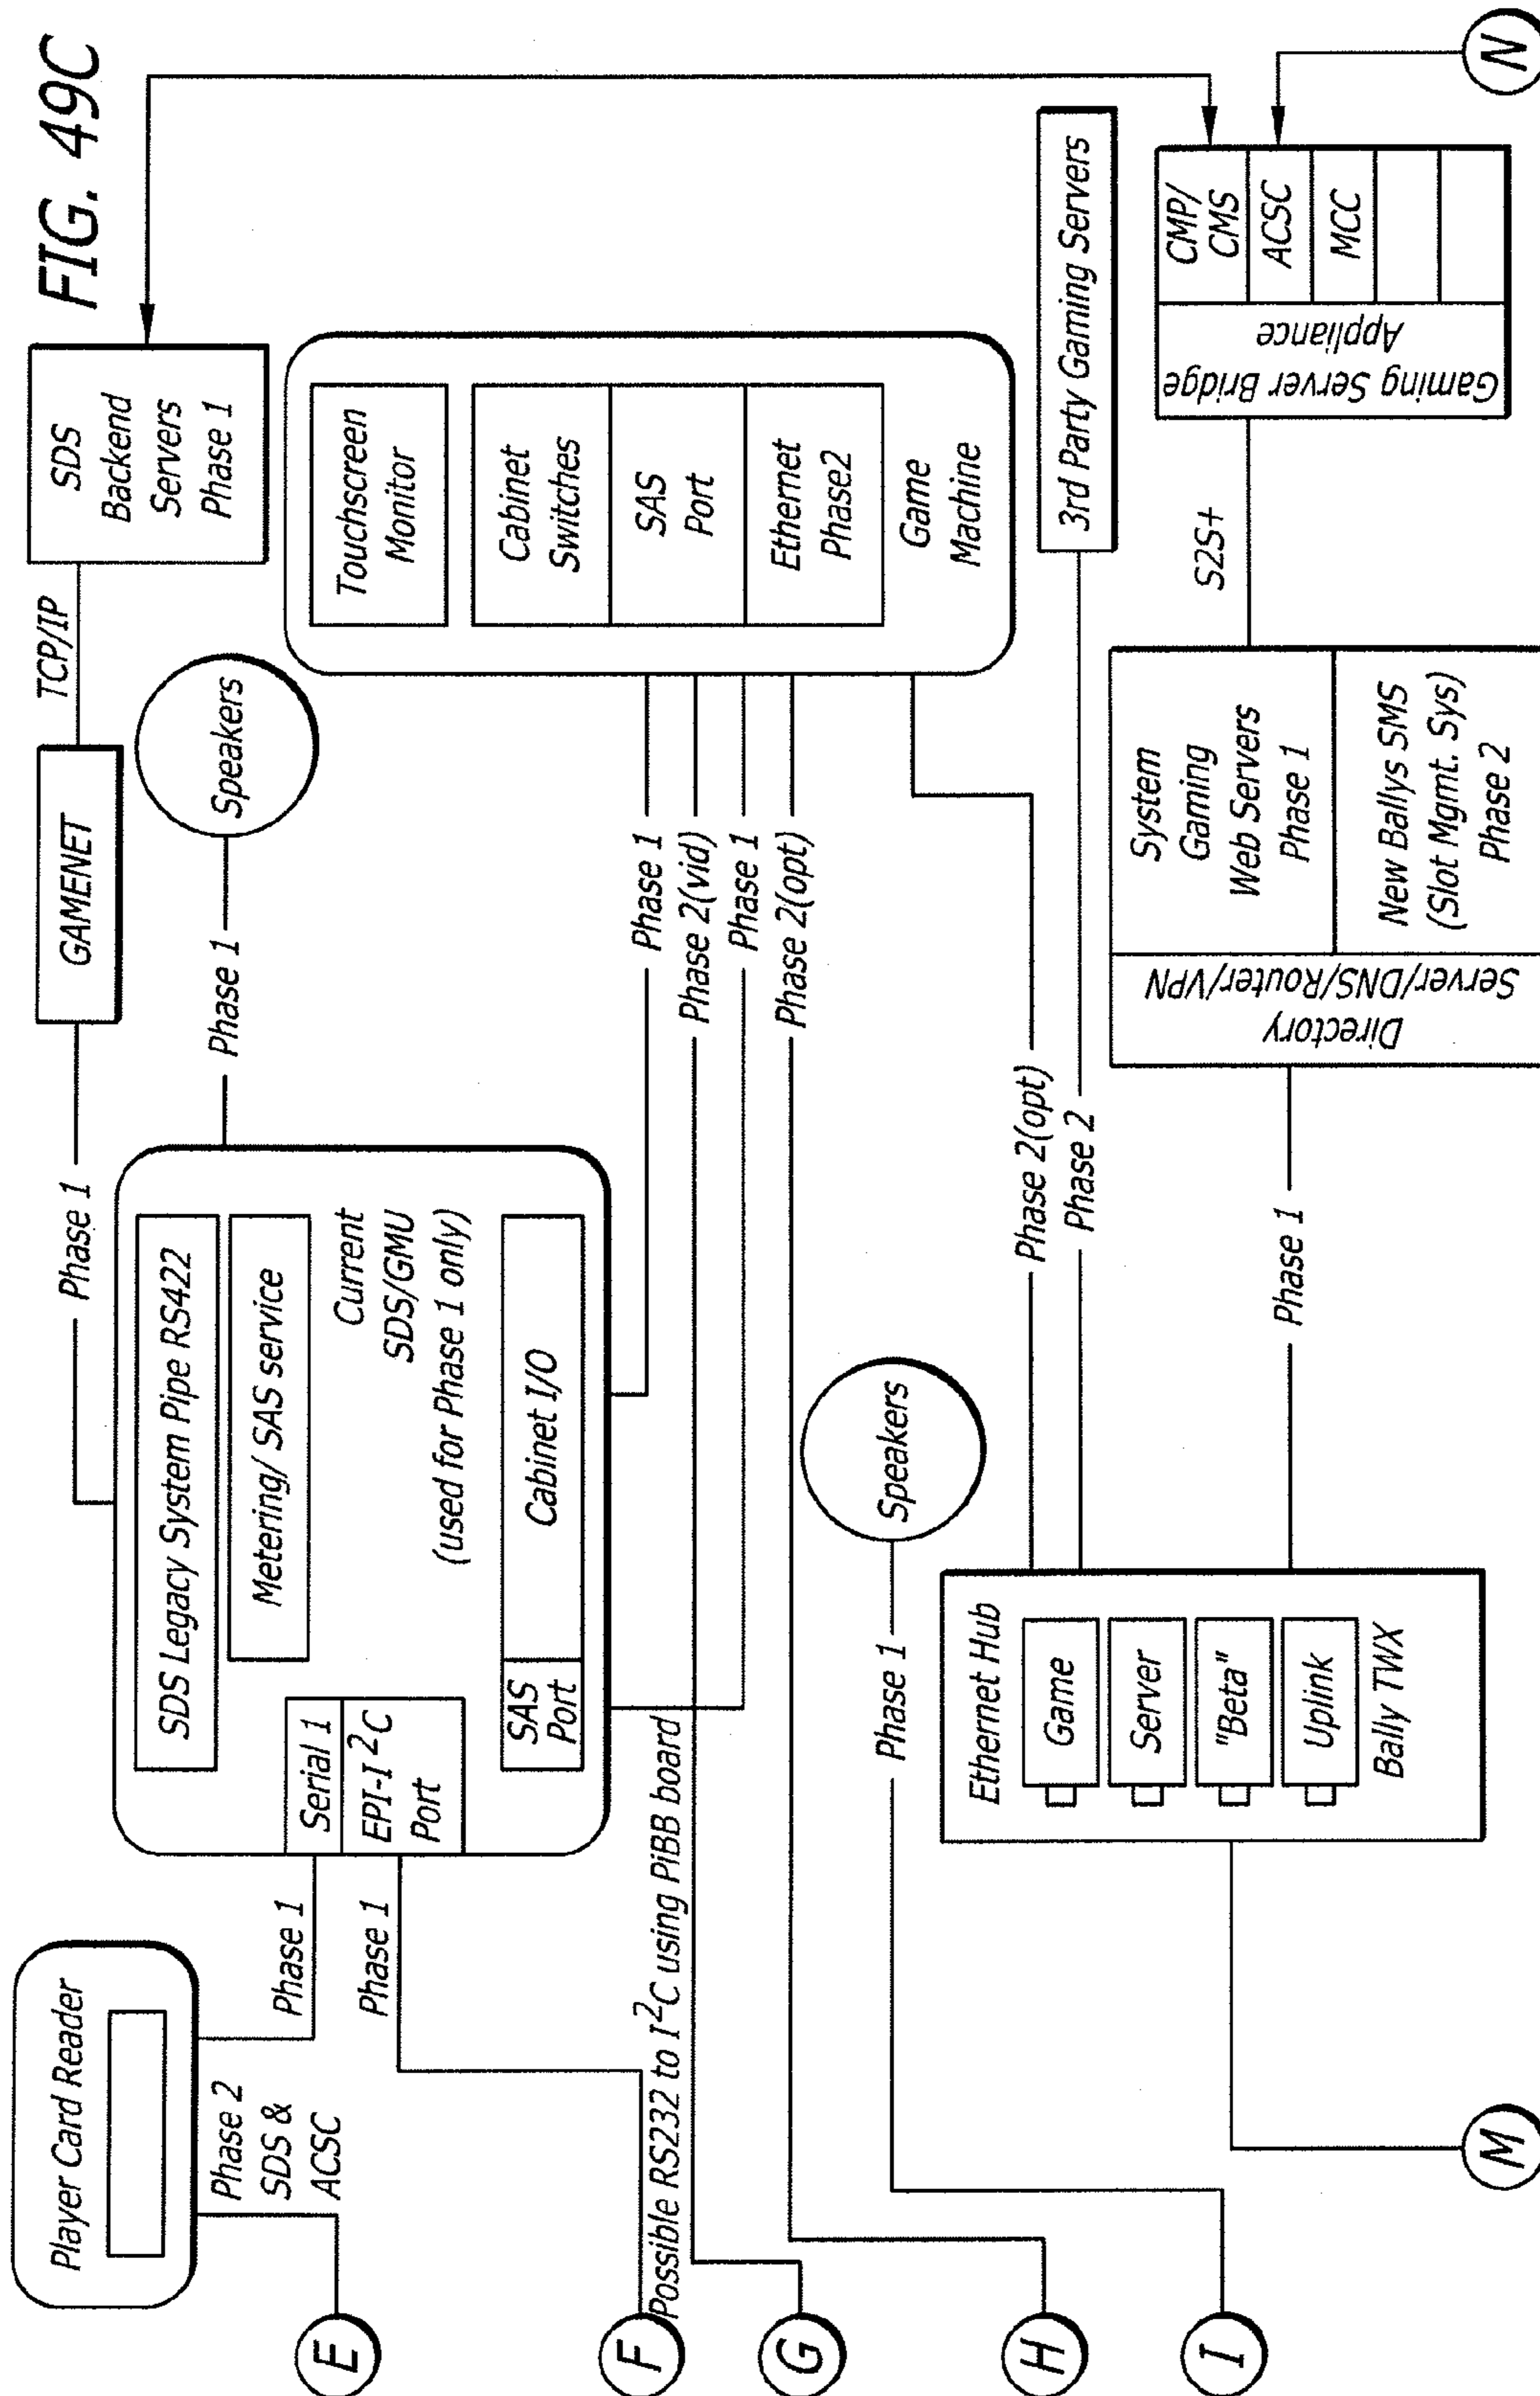 FIG. 49C
Player Card Reader
Phase 2
SDS &
ACSC
E
Phase 1
Phase 1
F
Possible RS232 to I²C using PiBB board
G
H
I
SDS Legacy System Pipe RS422
Metering/ SAS service
Serial 1
EPI-I²C
Port
Current
SDS/GMU
(used for Phase 1 only)
SAS
Port
Cabinet I/O
Phase 1
GAMENET
TCP/IP
SDS
Backend
Servers
Phase 1
Phase 1
Speakers
Touchscreen
Monitor
Cabinet
Switches
SAS
Port
Ethernet
Phase2
Game
Machine
Phase 1
Phase 2(vid)
Phase 1
Phase 2(opt)
Phase 1
Speakers
Phase 2(opt)
Phase 2
3rd Party Gaming Servers
Ethernet Hub
Game
Server
"Beta"
Uplink
Bally TWX
M
Phase 1
Directory
Server/DNS/Router/VPN
System
Gaming
Web Servers
Phase 1
New Ballys SMS
(Slot Mgmt. Sys)
Phase 2
S2S+
Gaming Server Bridge
Appliance
CMP/
CMS
ACSC
MCC
N